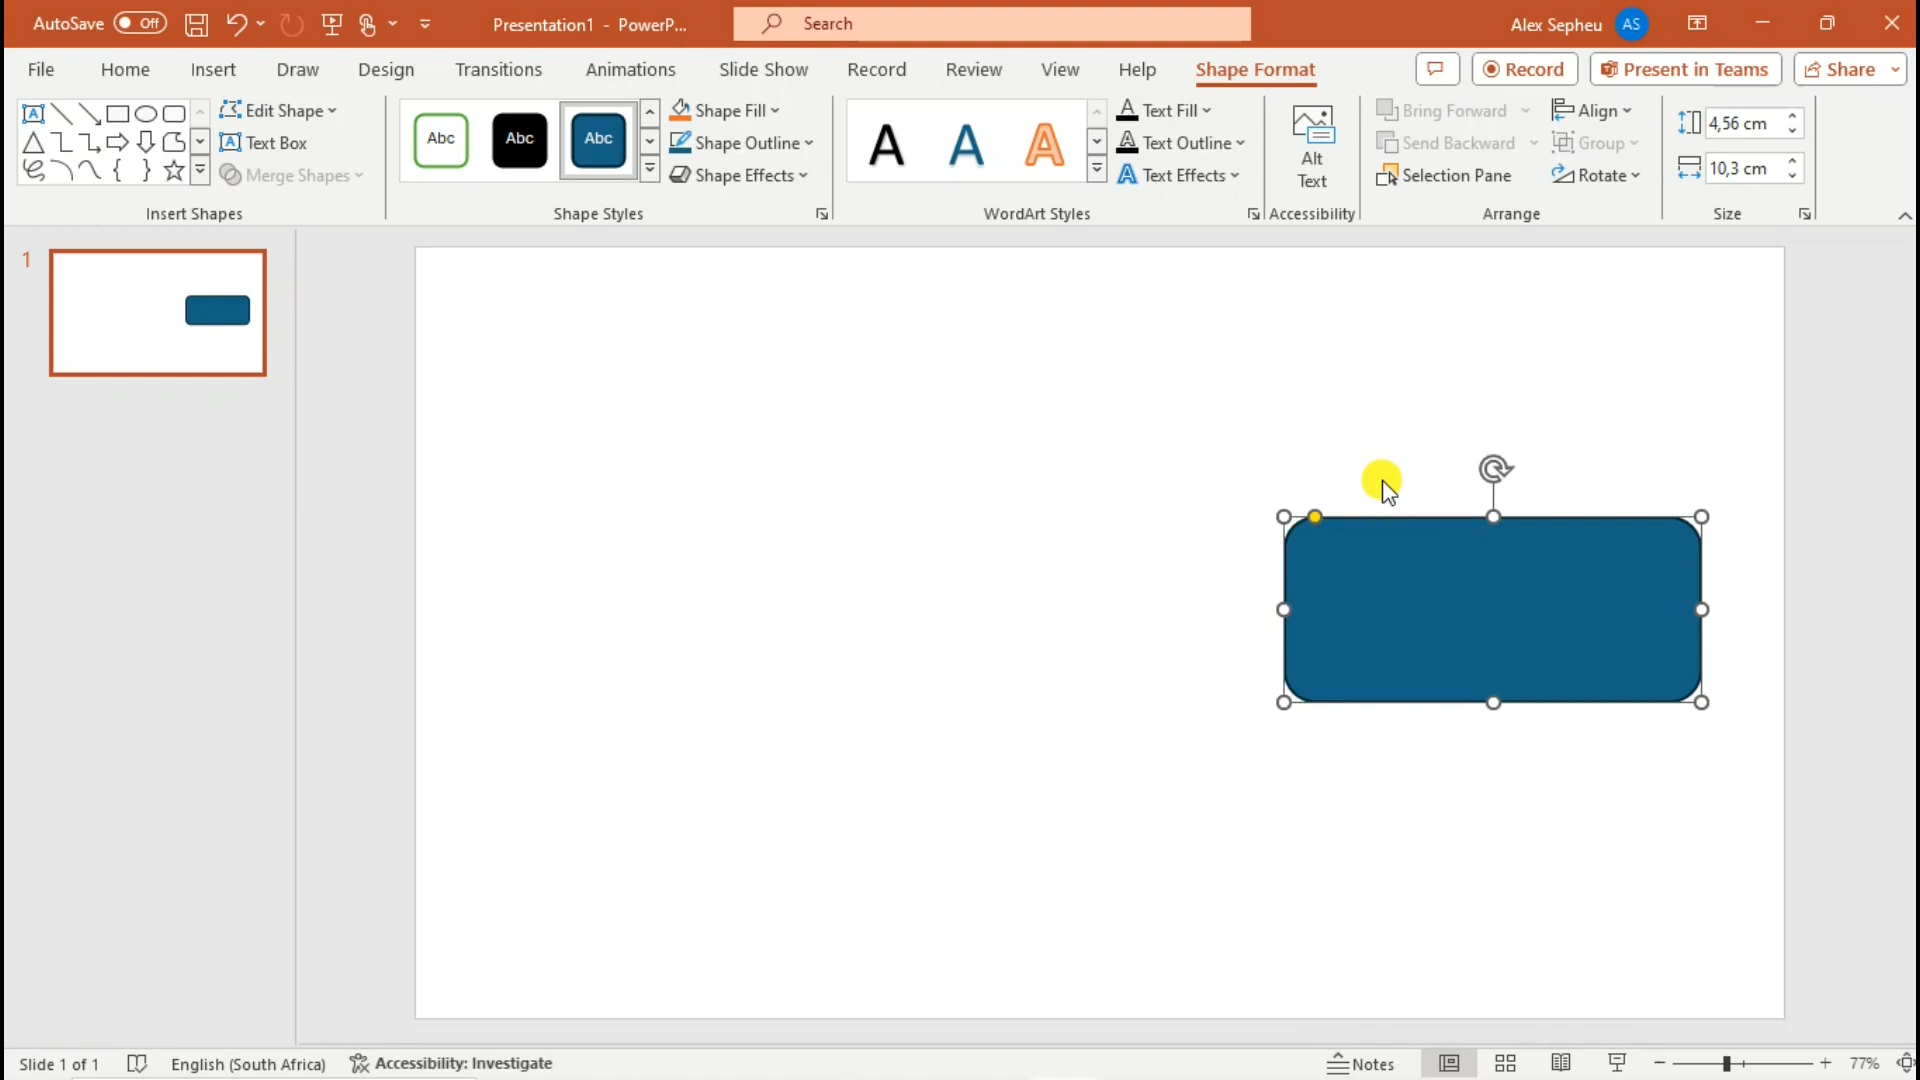 AutoSave Off Presentation1 - PowerP... Search Alex Sepheu AS
File Home Insert Draw Design Transitions Animations Slide Show Record Review View Help Shape Format Record Present in Teams Share
Edit Shape
Text Box
Merge Shapes
Insert Shapes
Abc Abc Abc
Shape Fill
Shape Outline
Shape Effects
Shape Styles
A A A
Text Fill
Text Outline
Text Effects
WordArt Styles
Alt
Text
Accessibility
Bring Forward
Send Backward
Selection Pane
Align
Group
Rotate
Arrange
4,56 cm
10,3 cm
Size
1
Slide 1 of 1 English (South Africa) Accessibility: Investigate Notes 77%